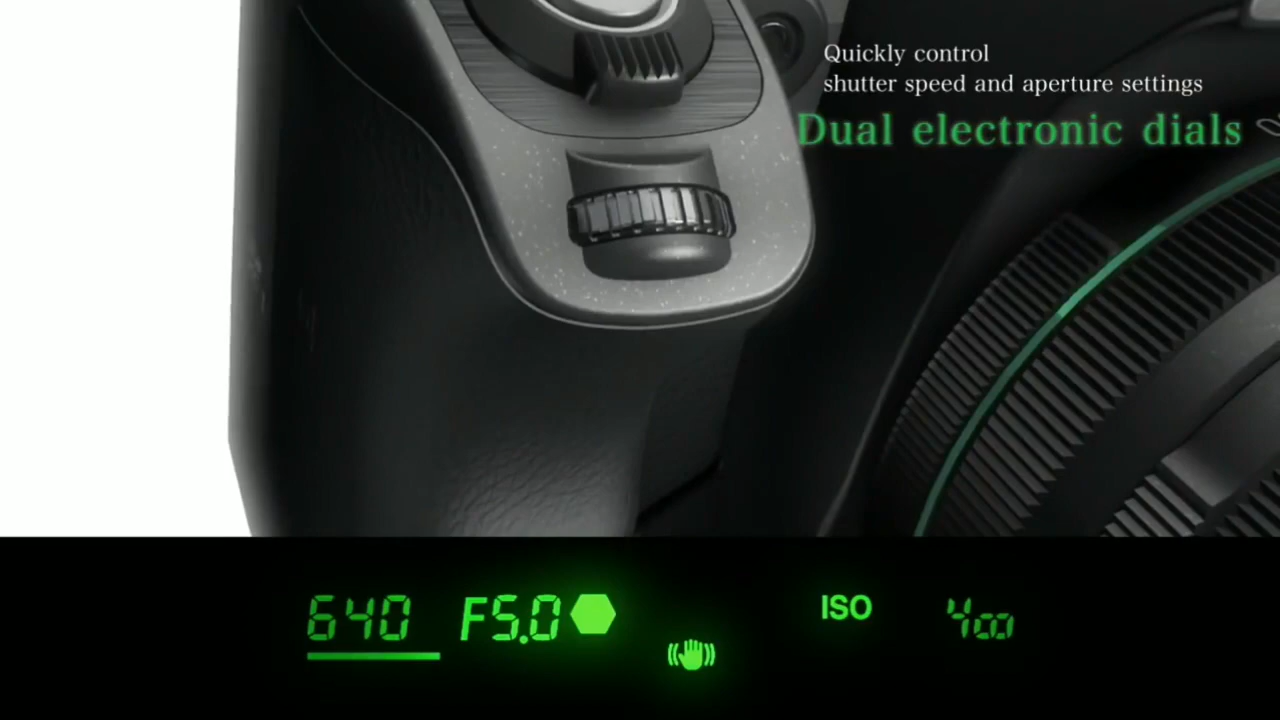 Quickly control
shutter speed and aperture settings
Dual electronic dials
640 F5.0 ISO 400